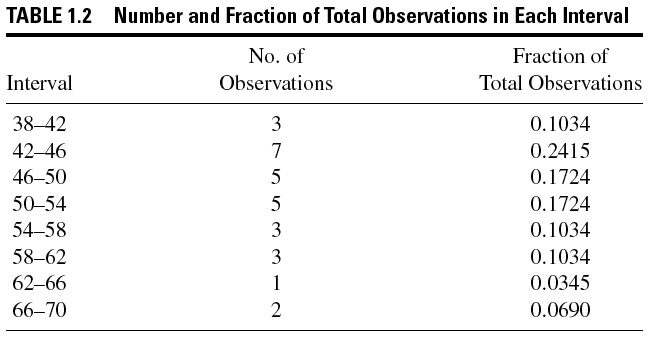 TABLE 1.2 Number and Fraction of Total Observations in Each Interval
No. of Fraction of
Interval Observations Total Observations
38–42 3 0.1034
42–46 7 0.2415
46–50 5 0.1724
50–54 5 0.1724
54–58 3 0.1034
58–62 3 0.1034
62–66 1 0.0345
66–70 2 0.0690